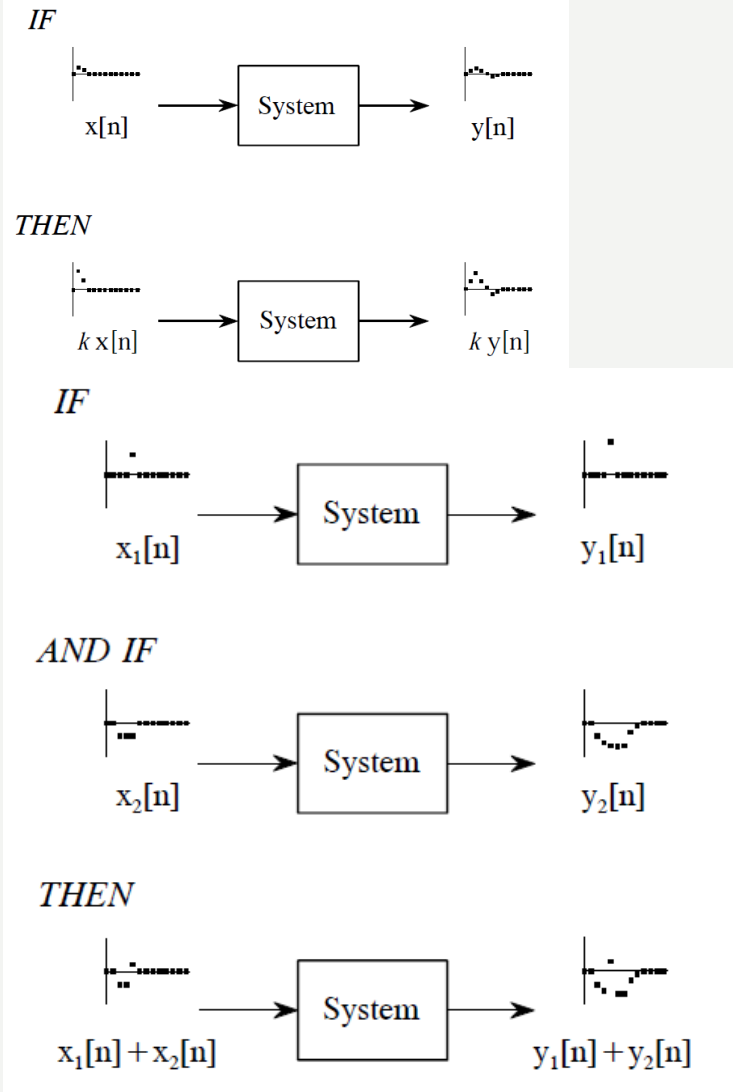 IF
System
x[n]
y[n]
THEN
System
k x[n]
k y[n]
IF
System
x₁[n]
y₁[n]
AND IF
System
x₂[n]
y₂[n]
THEN
System
x₁[n]+x₂[n]
y₁[n]+y₂[n]